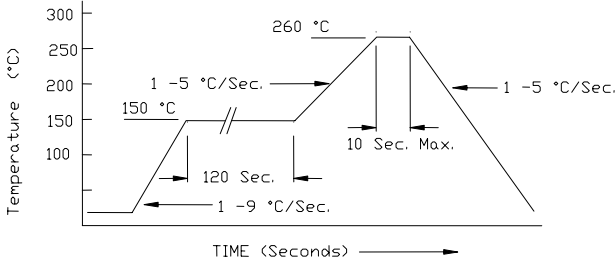 300
260 °C
250
200
1 -5 °C/Sec.
1 -5 °C/Sec.
150 °C
150
10 Sec. Max.
100
120 Sec.
1 -9 °C/Sec.
Temperature (°C)
TIME (Seconds)